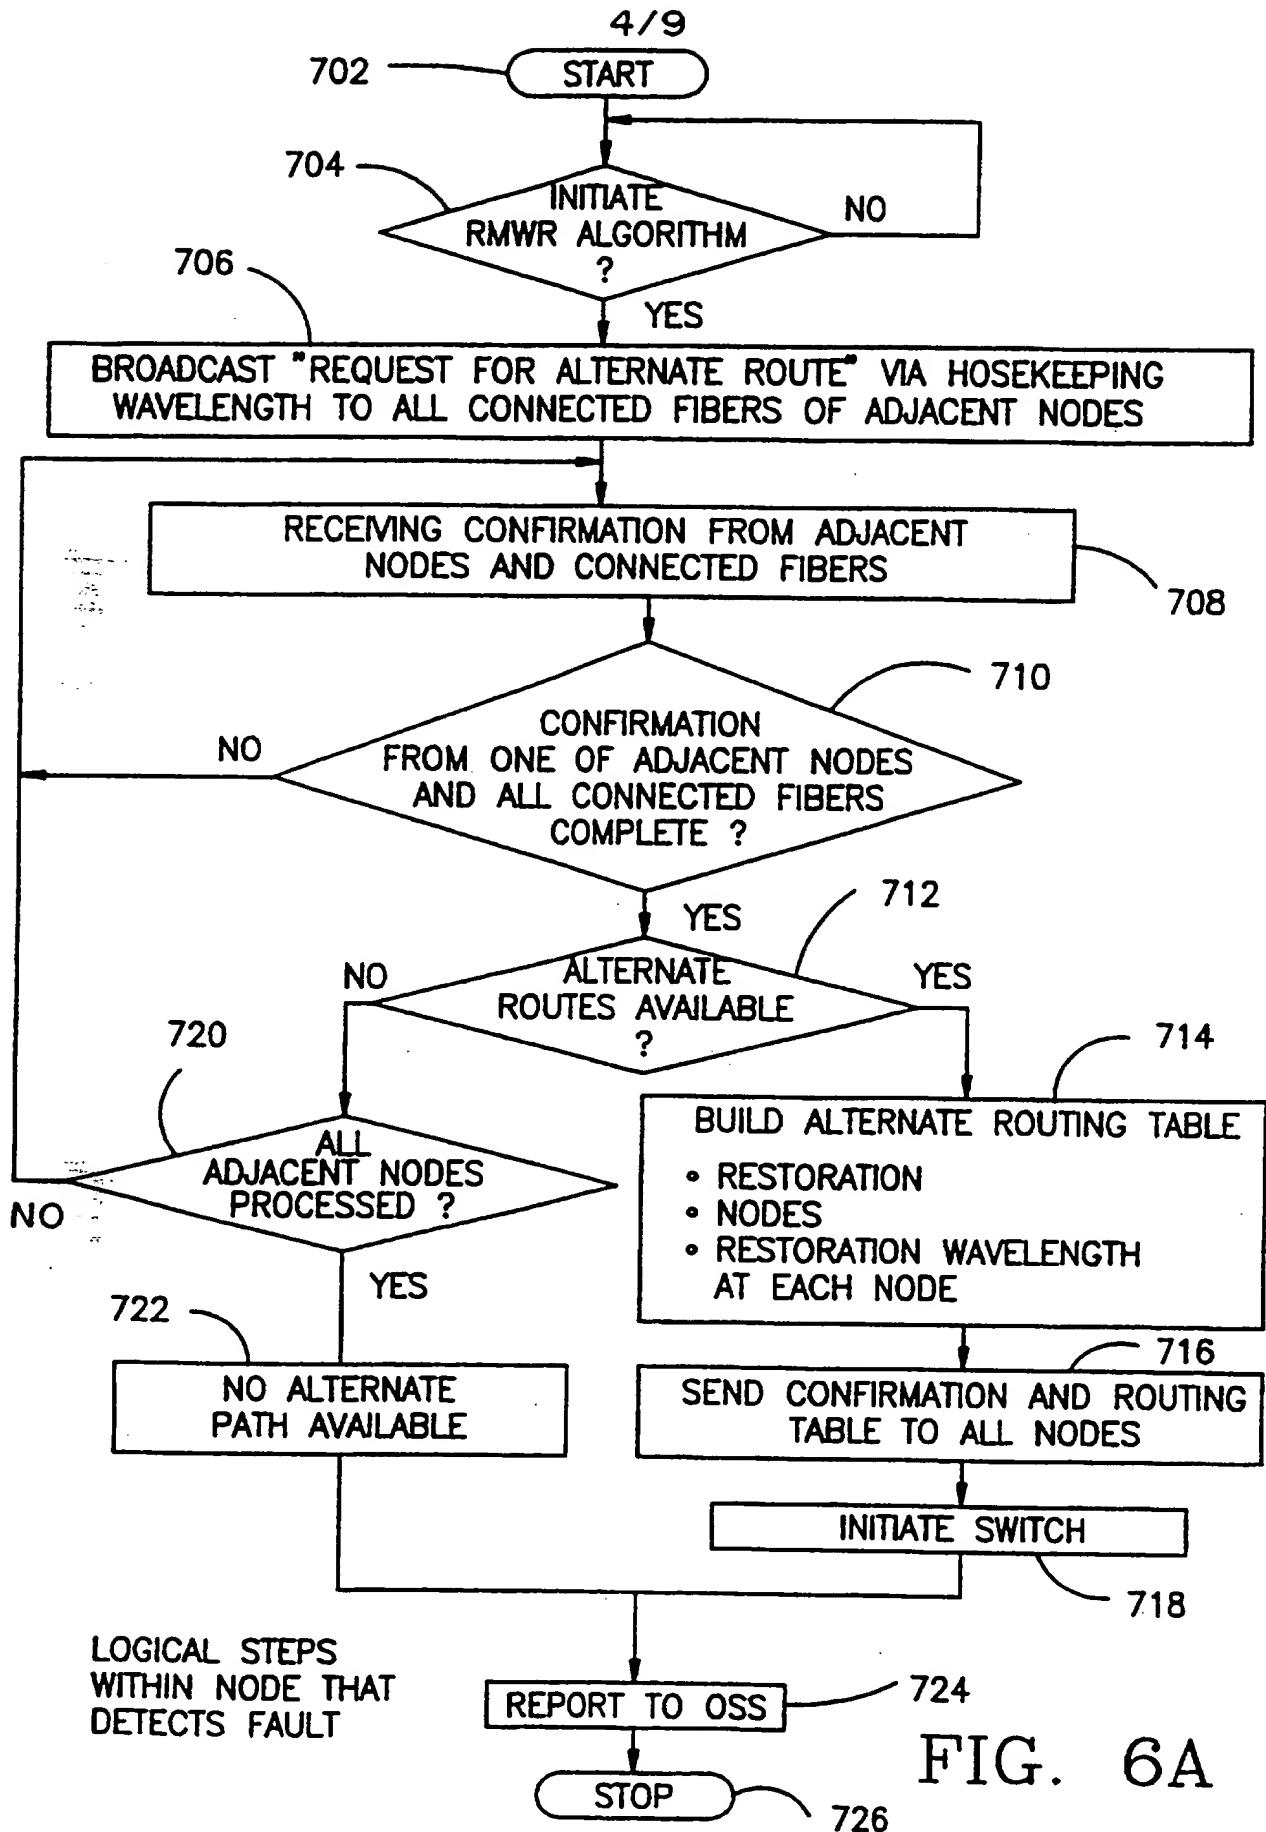 4/9
702
START
704
INITIATE
RMWR ALGORITHM
?
NO
706
YES
BROADCAST "REQUEST FOR ALTERNATE ROUTE" VIA HOSEKEEPING
WAVELENGTH TO ALL CONNECTED FIBERS OF ADJACENT NODES
RECEIVING CONFIRMATION FROM ADJACENT
NODES AND CONNECTED FIBERS
708
710
CONFIRMATION
FROM ONE OF ADJACENT NODES
AND ALL CONNECTED FIBERS
COMPLETE ?
NO
YES
712
ALTERNATE
ROUTES AVAILABLE
?
NO
YES
720
ALL
ADJACENT NODES
PROCESSED ?
NO
YES
714
BUILD ALTERNATE ROUTING TABLE
• RESTORATION
• NODES
• RESTORATION WAVELENGTH
AT EACH NODE
722
NO ALTERNATE
PATH AVAILABLE
716
SEND CONFIRMATION AND ROUTING
TABLE TO ALL NODES
INITIATE SWITCH
718
LOGICAL STEPS
WITHIN NODE THAT
DETECTS FAULT
REPORT TO OSS
724
STOP
726
FIG. 6A